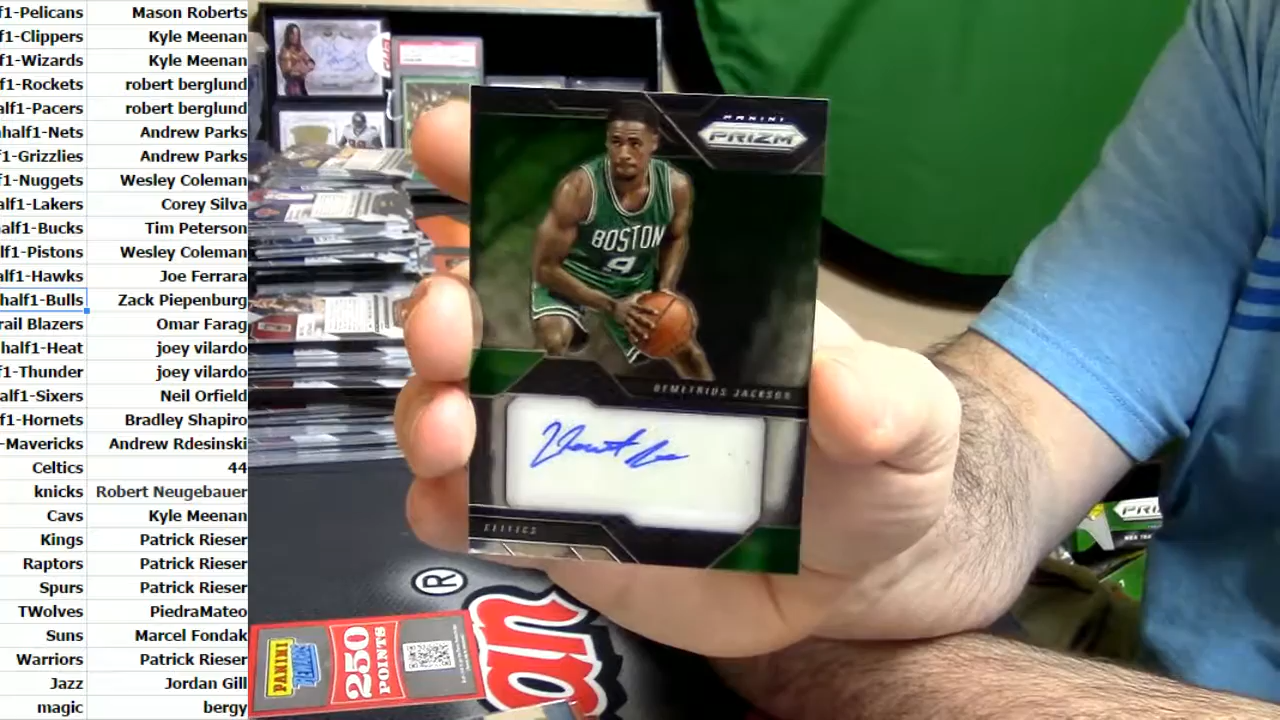 f1-Pelicans Mason Roberts
f1-Clippers Kyle Meenan
f1-Wizards Kyle Meenan
f1-Rockets robert berglund
alf1-Pacers robert berglund
half1-Nets Andrew Parks
f1-Grizzlies Andrew Parks
f1-Nuggets Wesley Coleman
alf1-Lakers Corey Silva
alf1-Bucks Tim Peterson
lf1-Pistons Wesley Coleman
alf1-Hawks Joe Ferrara
half1-Bulls Zack Piepenburg
rail Blazers Omar Farag
half1-Heat joey vilardo
f1-Thunder joey vilardo
alf1-Sixers Neil Orfield
f1-Hornets Bradley Shapiro
-Mavericks Andrew Rdesinski
Celtics 44
knicks Robert Neugebauer
Cavs Kyle Meenan
Kings Patrick Rieser
Raptors Patrick Rieser
Spurs Patrick Rieser
TWolves PiedraMateo
Suns Marcel Fondak
Warriors Patrick Rieser
Jazz Jordan Gill
magic bergy
PANINI
PRIZM
BOSTON
9
DEMETRIUS JACKSON
CELTICS
®
an
PANINI
250
POINTS
PRIZ